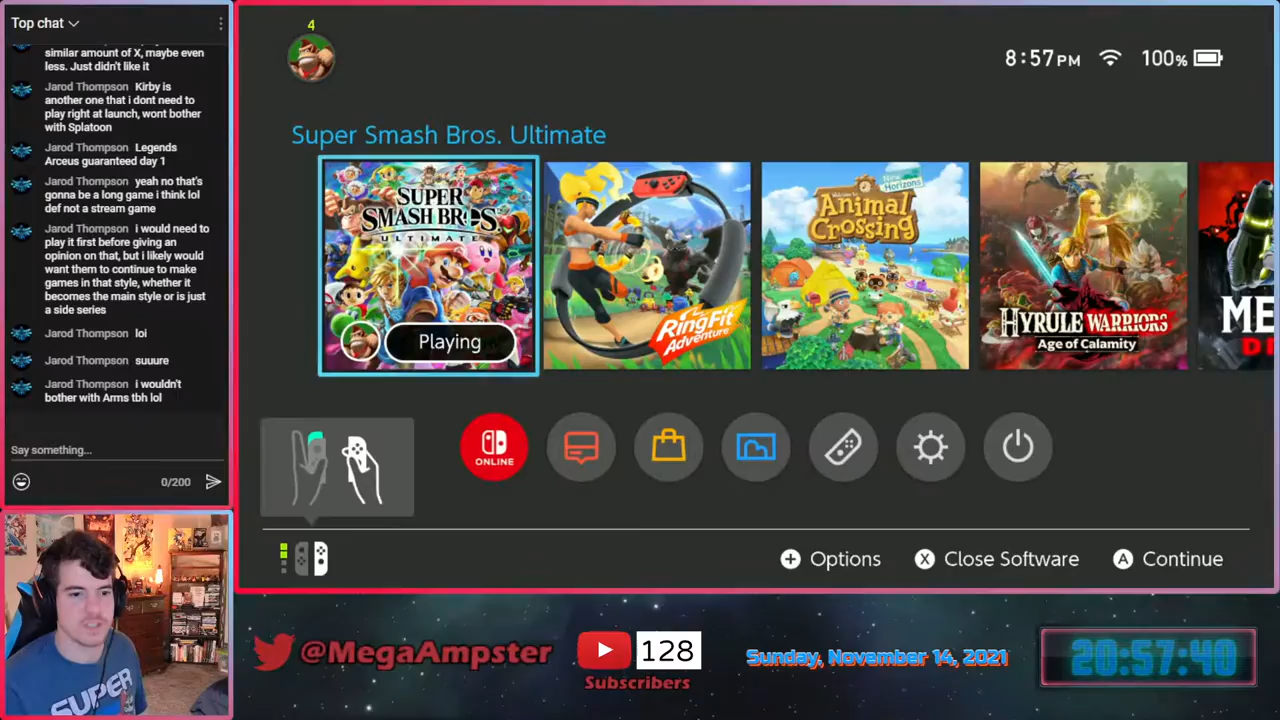 Top chat
similar amount of X, maybe even
less. Just didn't like it
Jarod Thompson Kirby is
another one that i dont need to
play right at launch, wont bother
with Splatoon
Jarod Thompson Legends
Arceus guaranteed day 1
Jarod Thompson yeah no that's
gonna be a long game i think lol
def not a stream game
Jarod Thompson i would need to
play it first before giving an
opinion on that, but i likely would
want them to continue to make
games in that style, whether it
becomes the main style or is just
a side series
Jarod Thompson loi
Jarod Thompson suuure
Jarod Thompson i wouldn't
bother with Arms tbh lol
Say something...
0/200
4
8:57PM 100%
Super Smash Bros. Ultimate
SUPER
SMASH BROS.
ULTIMATE
Playing
RingFit
Adventure
Welcome to
New
Horizons
Animal
Crossing
HYRULE WARRIORS
Age of Calamity
ME
D
ONLINE
+ Options
X Close Software
A Continue
SUPER
@MegaAmpster
128
Subscribers
Sunday, November 14, 2021
20:57:40